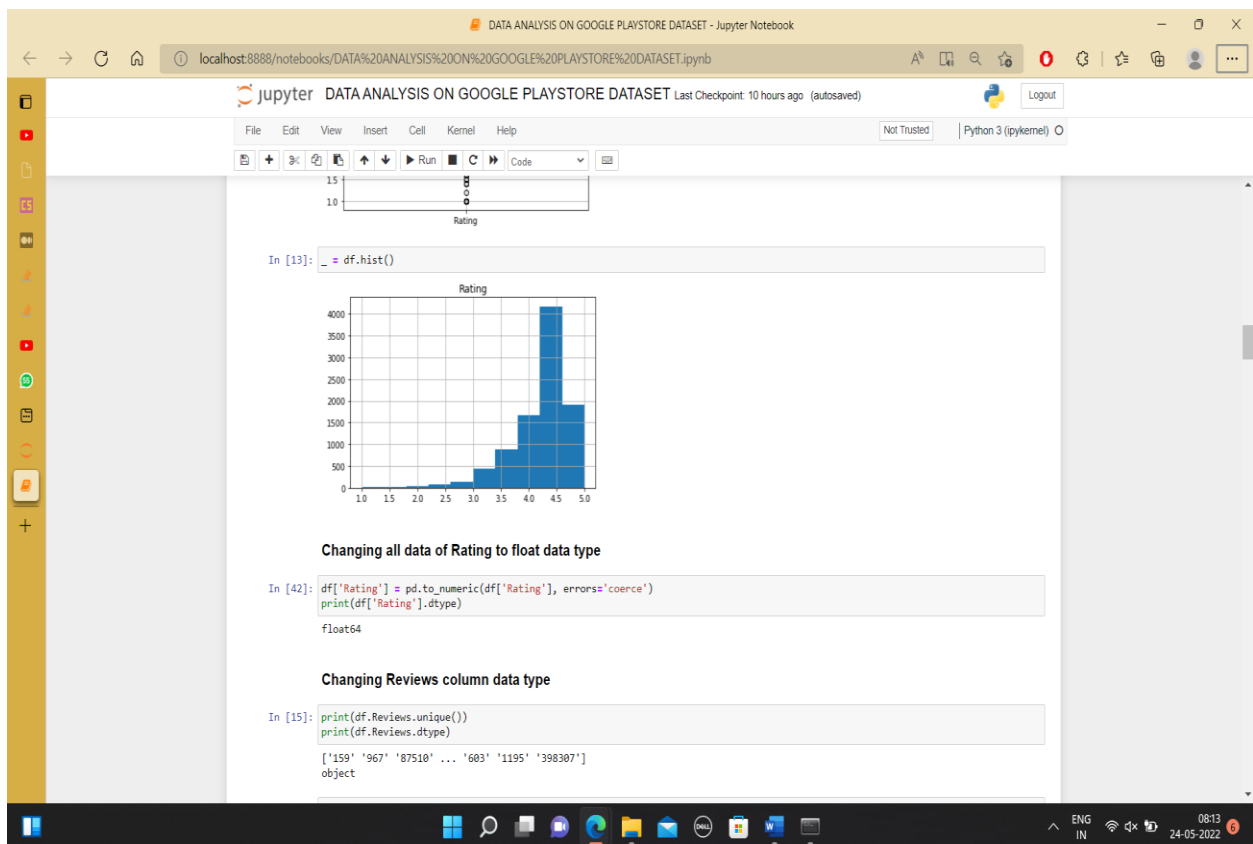 DATA ANALYSIS ON GOOGLE PLAYSTORE DATASET - Jupyter Notebook
localhost:8888/notebooks/DATA%20ANALYSIS%20ON%20GOOGLE%20PLAYSTORE%20DATASET.ipynb
jupyter DATA ANALYSIS ON GOOGLE PLAYSTORE DATASET Last Checkpoint: 10 hours ago (autosaved) Logout
File Edit View Insert Cell Kernel Help Not Trusted Python 3 (ipykernel)
Run Code
1.5
1.0
Rating
In [13]: _ = df.hist()
Rating
4000
3500
3000
2500
2000
1500
1000
500
0
1.0 1.5 2.0 2.5 3.0 3.5 4.0 4.5 5.0
Changing all data of Rating to float data type
In [42]: df['Rating'] = pd.to_numeric(df['Rating'], errors='coerce')
print(df['Rating'].dtype)
float64
Changing Reviews column data type
In [15]: print(df.Reviews.unique())
print(df.Reviews.dtype)
['159' '967' '87510' ... '603' '1195' '398307']
object
ENG
IN
08:13
24-05-2022
6